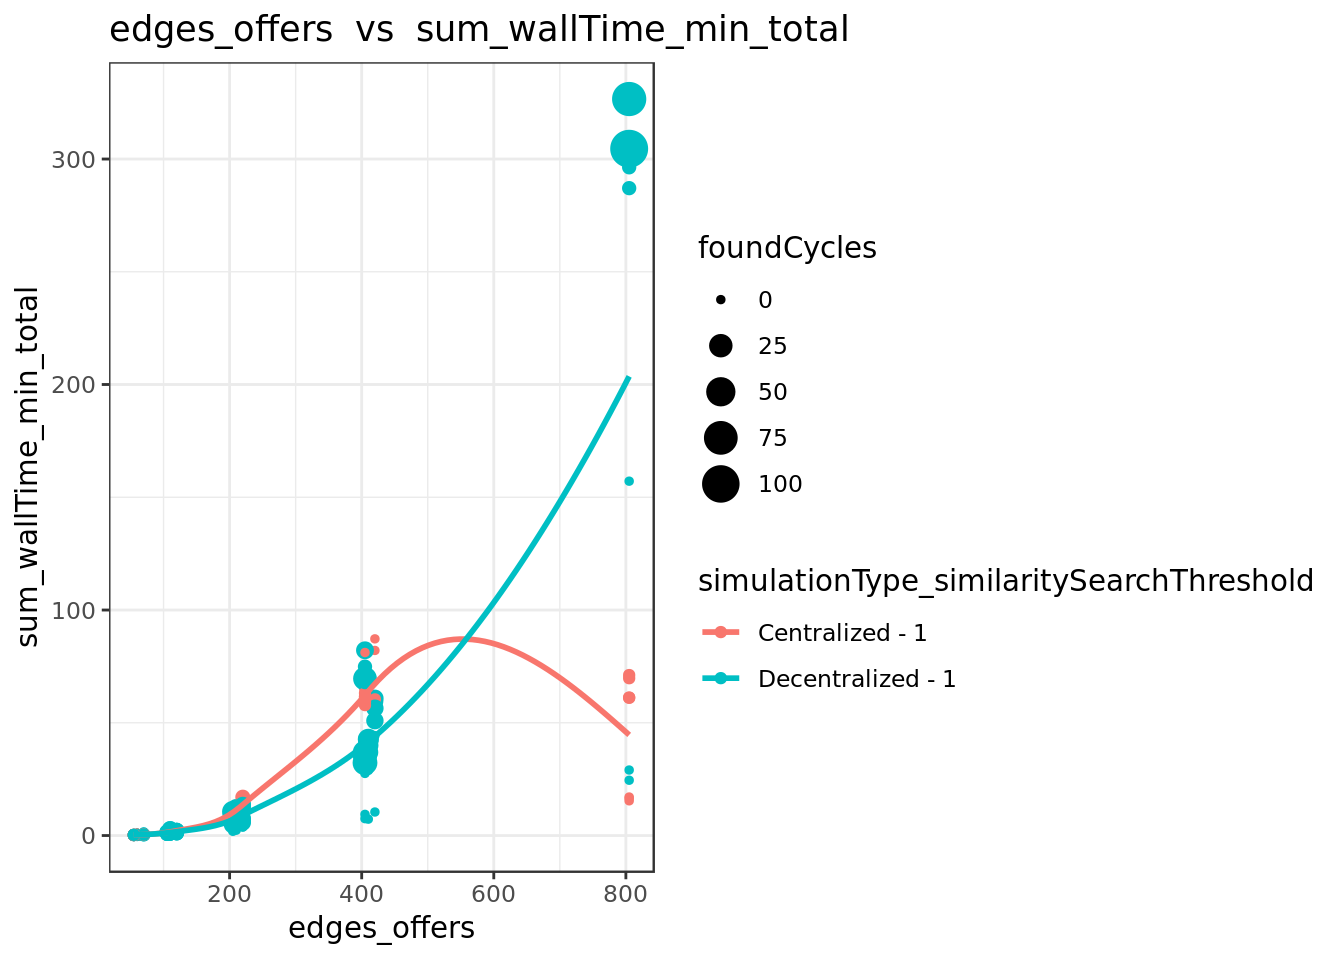 edges_offers vs sum_wallTime_min_total
sum_wallTime_min_total
300
200
100
0
200 400 600 800
edges_offers
foundCycles
0
25
50
75
100
simulationType_similaritySearchThreshold
Centralized - 1
Decentralized - 1